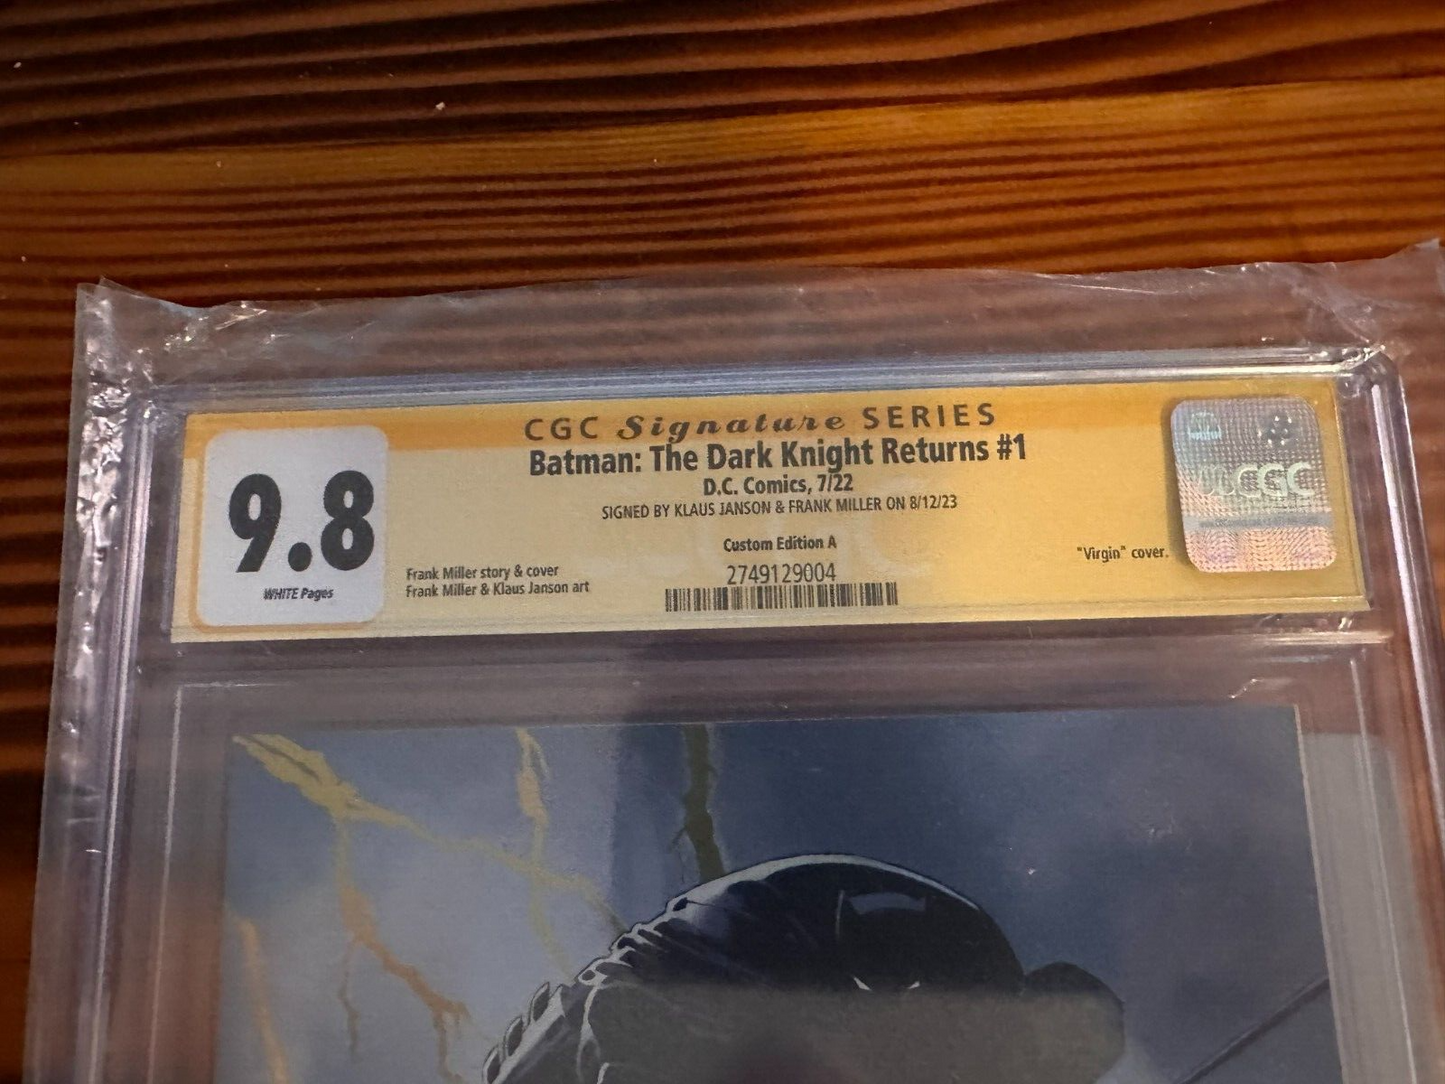 CGC Signature SERIES
Batman: The Dark Knight Returns #1
D.C. Comics, 7/22
SIGNED BY KLAUS JANSON & FRANK MILLER ON 8/12/23
9.8
WHITE Pages
Custom Edition A
"Virgin" cover.
Frank Miller story & cover
Frank Miller & Klaus Janson art
2749129004
CGC